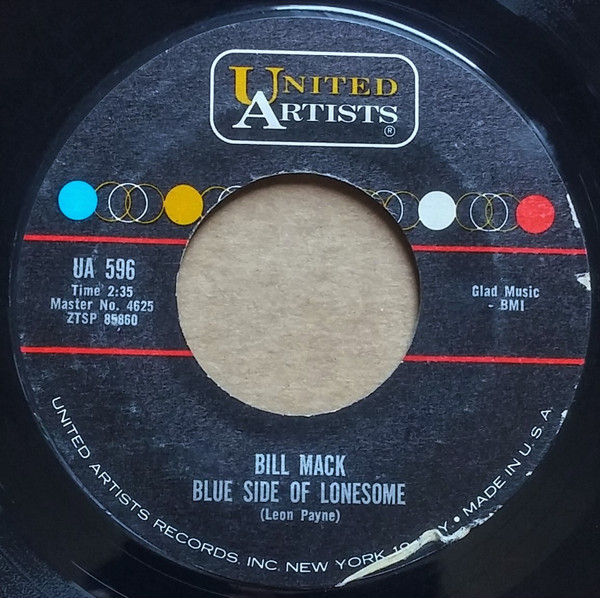 UNITED
ARTISTS
®
UA 596
Time 2:35
Master No. 4625
ZTSP 85860
Glad Music
- BMI
BILL MACK
BLUE SIDE OF LONESOME
(Leon Payne)
UNITED ARTISTS RECORDS, INC. NEW YORK Y. • MADE IN U.S.A.